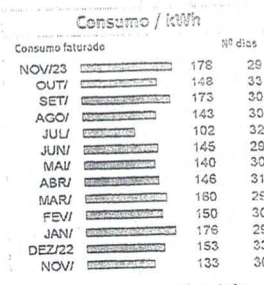 Consumo / kWh
Consumo faturado Nº dias
NOV/23 178 29
OUT/ 148 33
SET/ 173 30
AGO/ 143 30
JUL/ 102 32
JUN/ 145 29
MAI/ 140 30
ABR/ 146 31
MAR/ 160 29
FEV/ 150 30
JAN/ 176 29
DEZ/22 153 33
NOV/ 133 30